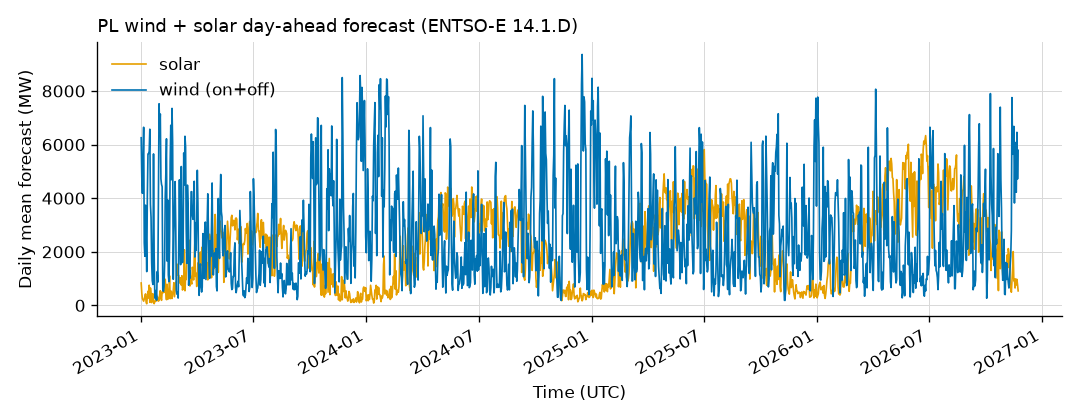 PL wind + solar day-ahead forecast (ENTSO-E 14.1.D)
solar
wind (on+off)
Daily mean forecast (MW)
8000
6000
4000
2000
0
2023-01
2023-07
2024-01
2024-07
2025-01
2025-07
2026-01
2026-07
2027-01
Time (UTC)